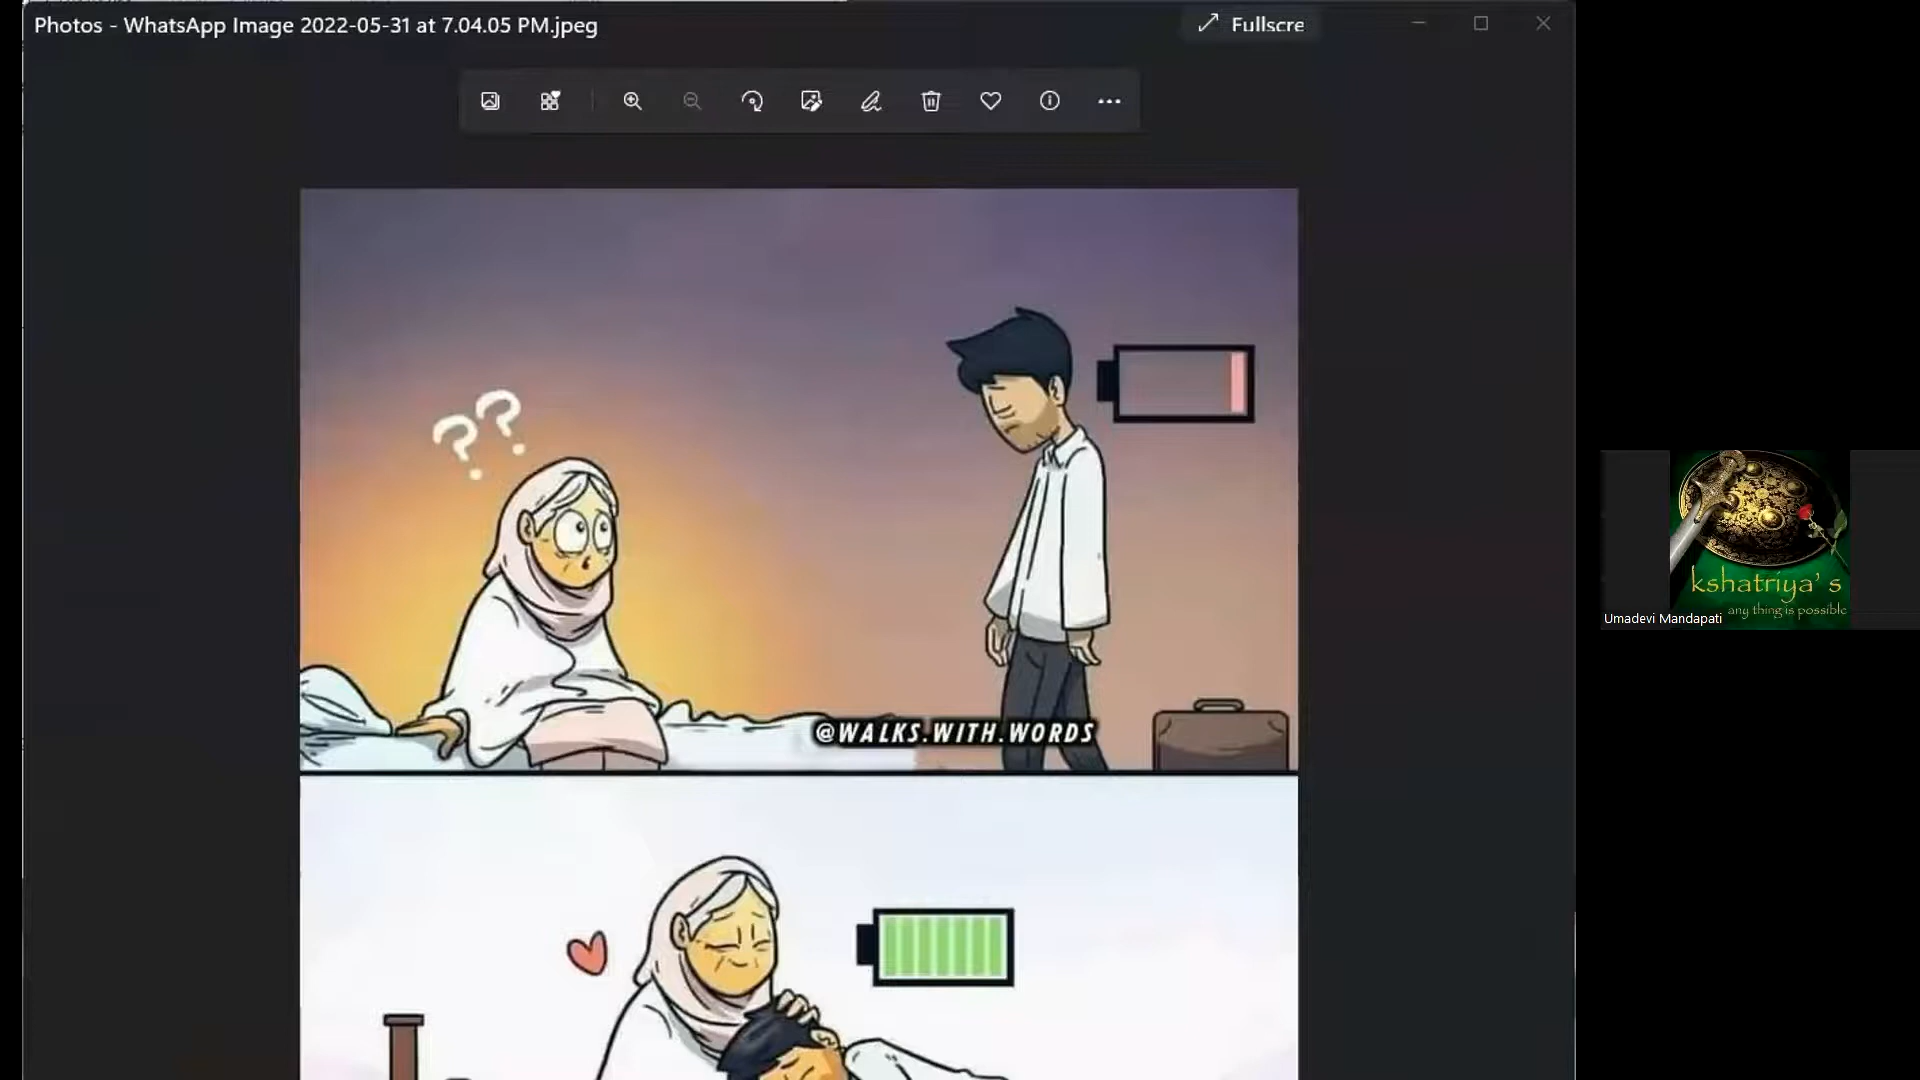 Photos - WhatsApp Image 2022-05-31 at 7.04.05 PM.jpeg
Fullscre
??
@WALKS.WITH.WORDS
kshatriya's
any thing is possible
Umadevi Mandapati